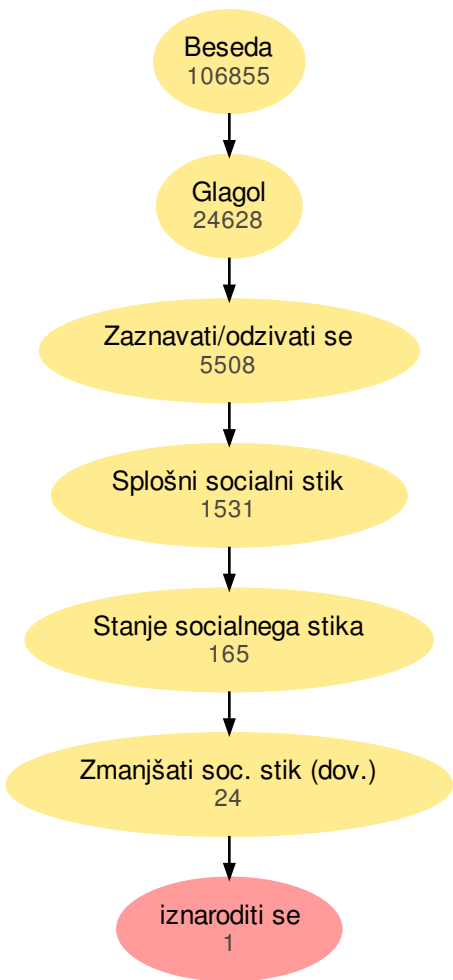 Beseda
106855
Glagol
24628
Zaznavati/odzivati se
5508
Splošni socialni stik
1531
Stanje socialnega stika
165
Zmanjšati soc. stik (dov.)
24
iznaroditi se
1